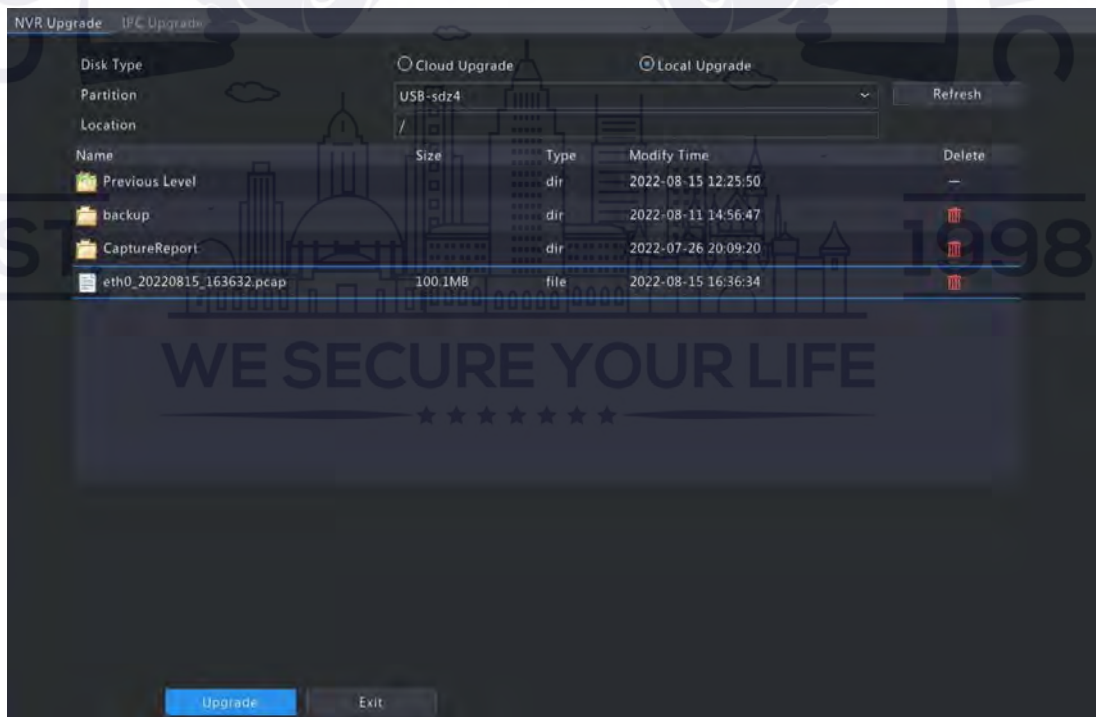 NVR Upgrade IPC Upgrade
Disk Type Cloud Upgrade Local Upgrade
Partition USB-sdz4 Refresh
Location /
Name Size Type Modify Time Delete
Previous Level dir 2022-08-15 12:25:50 —
backup dir 2022-08-11 14:56:47
CaptureReport dir 2022-07-26 20:09:20
1998
eth0_20220815_163632.pcap 100.1MB file 2022-08-15 16:36:34
WE SECURE YOUR LIFE
Upgrade Exit